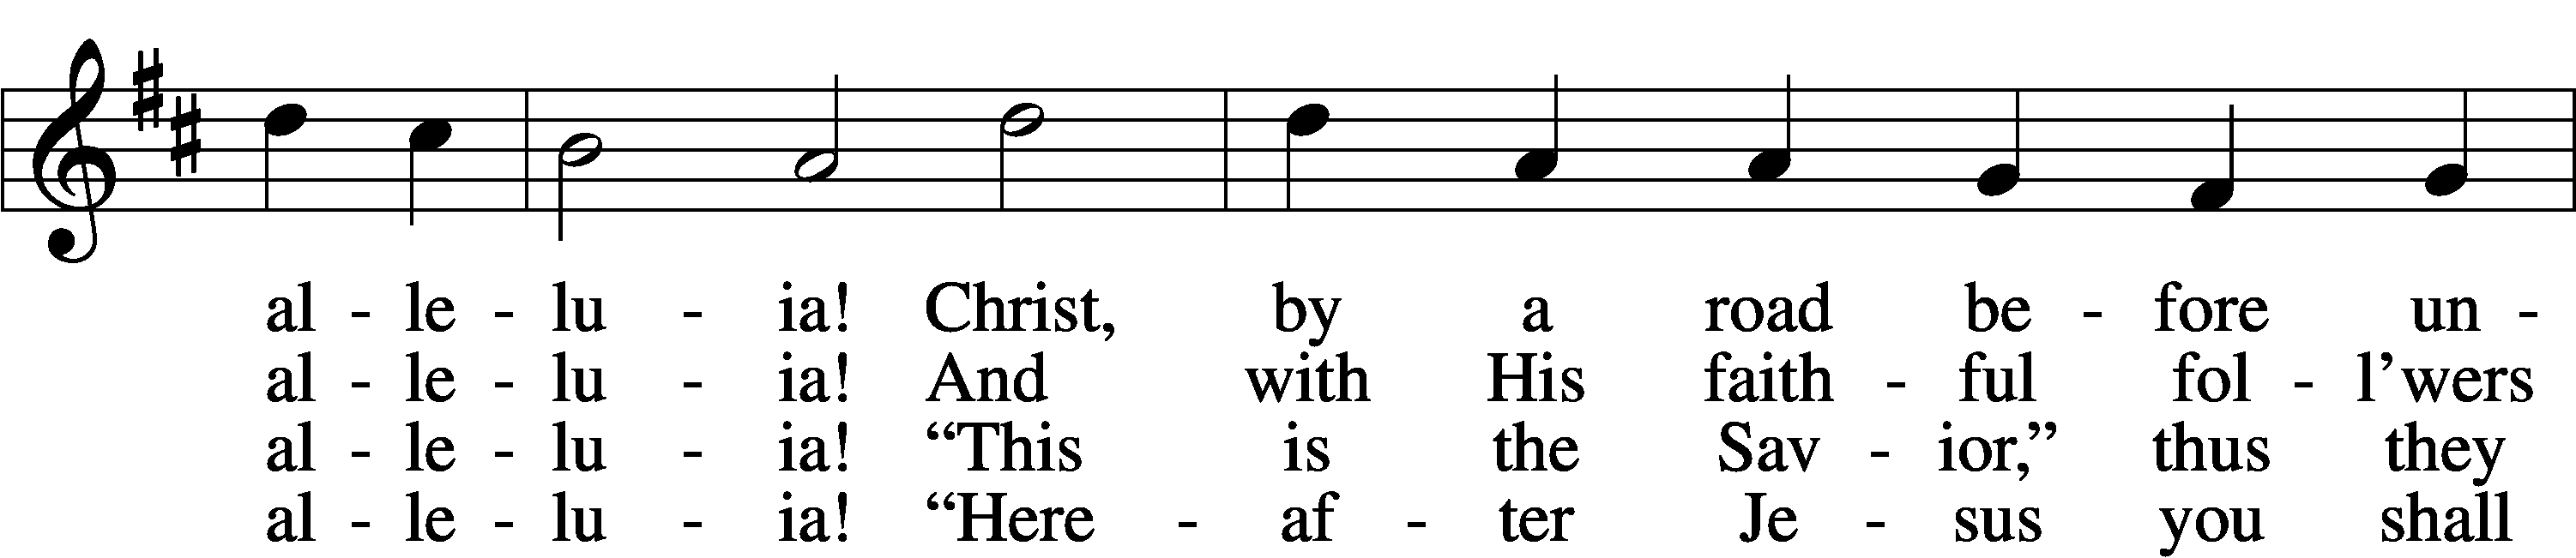 al - le - lu - ia! Christ, by a road be - fore un -
al - le - lu - ia! And with His faith - ful fol - l’wers
al - le - lu - ia! “This is the Sav - ior,” thus they
al - le - lu - ia! “Here - af - ter Je - sus you shall